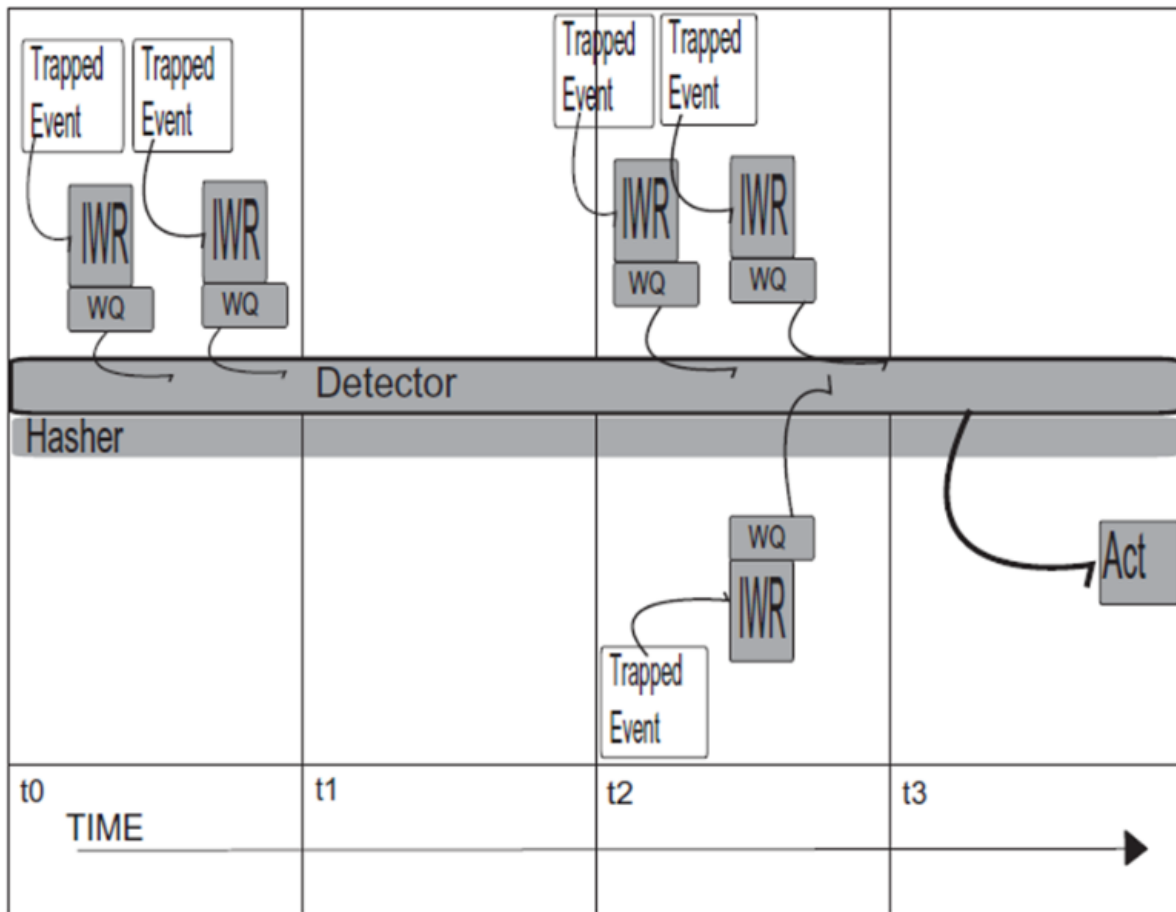 Trapped
Event
Trapped
Event
Trapped
Event
Trapped
Event
IWR
IWR
IWR
IWR
WQ
WQ
WQ
WQ
Detector
Hasher
WQ
IWR
Act
Trapped
Event
t0
t1
t2
t3
TIME